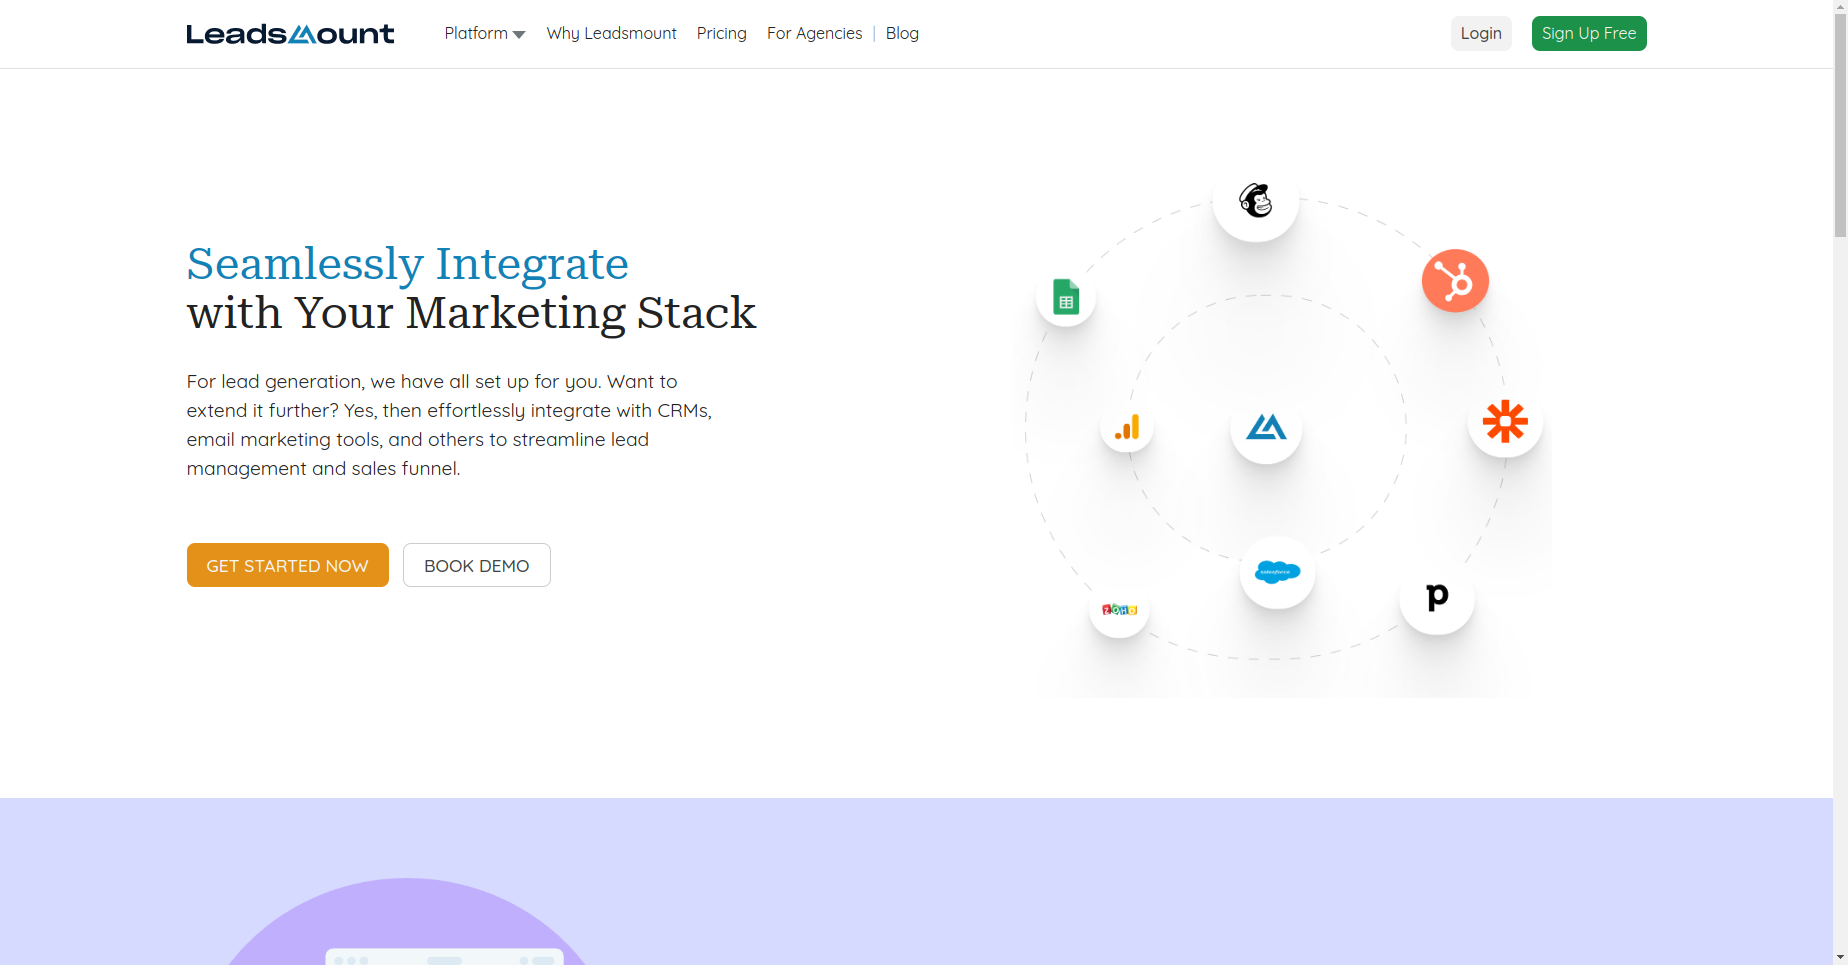 Leadsmount
Platform
Why Leadsmount
Pricing
For Agencies
|
Blog
Login
Sign Up Free
Seamlessly Integrate
with Your Marketing Stack
For lead generation, we have all set up for you. Want to
extend it further? Yes, then effortlessly integrate with CRMs,
email marketing tools, and others to streamline lead
management and sales funnel.
GET STARTED NOW
BOOK DEMO
salesforce
ZOHO
p